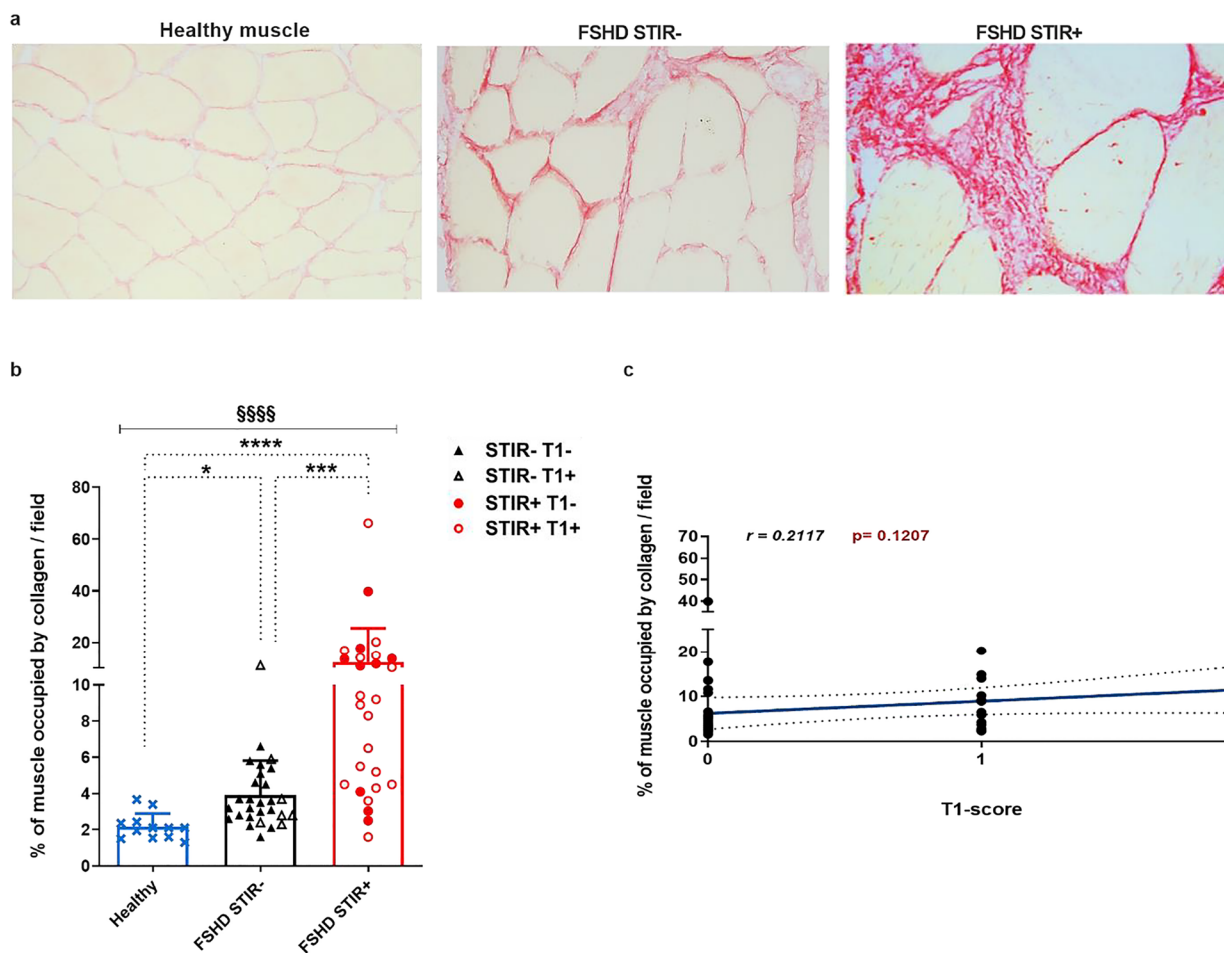 a
Healthy muscle
FSHD STIR-
FSHD STIR+
b
c
§§§§
****
*
***
STIR- T1-
STIR- T1+
STIR+ T1-
STIR+ T1+
% of muscle occupied by collagen / field
80
60
40
20
10
8
6
4
2
0
Healthy
FSHD STIR-
FSHD STIR+
r = 0.2117 p= 0.1207
% of muscle occupied by collagen / field
70
60
50
40
20
10
0
0
1
T1-score